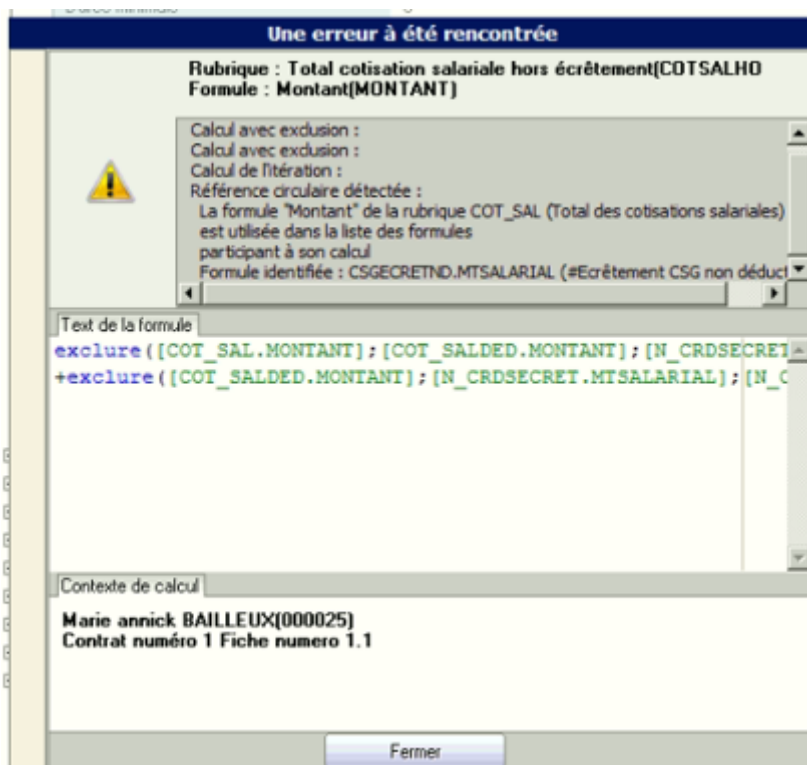 Une erreur à été rencontrée
Rubrique : Total cotisation salariale hors écrêtement(COTSALHO
Formule : Montant(MONTANT)
Calcul avec exclusion :
Calcul avec exclusion :
Calcul de l'itération :
Référence circulaire détectée :
La formule "Montant" de la rubrique COT_SAL (Total des cotisations salariales)
est utilisée dans la liste des formules
participant à son calcul
Formule identifiée : CSGECRETND.MTSALARIAL (#Ecrêtement CSG non déduct
Text de la formule
exclure([COT_SAL.MONTANT];[COT_SALDED.MONTANT];[N_CRDSECRET
+exclure([COT_SALDED.MONTANT];[N_CRDSECRET.MTSALARIAL];[N_C
Contexte de calcul
Marie annick BAILLEUX(000025)
Contrat numéro 1 Fiche numero 1.1
Fermer